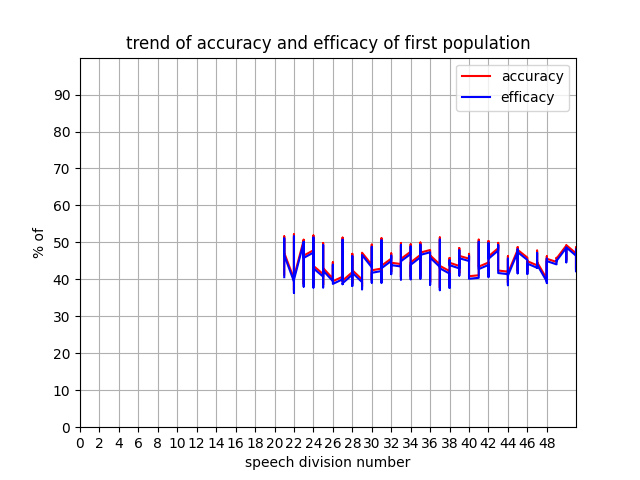 trend of accuracy and efficacy of first population
accuracy
efficacy
% of
90
80
70
60
50
40
30
20
10
0
0 2 4 6 8 10 12 14 16 18 20 22 24 26 28 30 32 34 36 38 40 42 44 46 48
speech division number